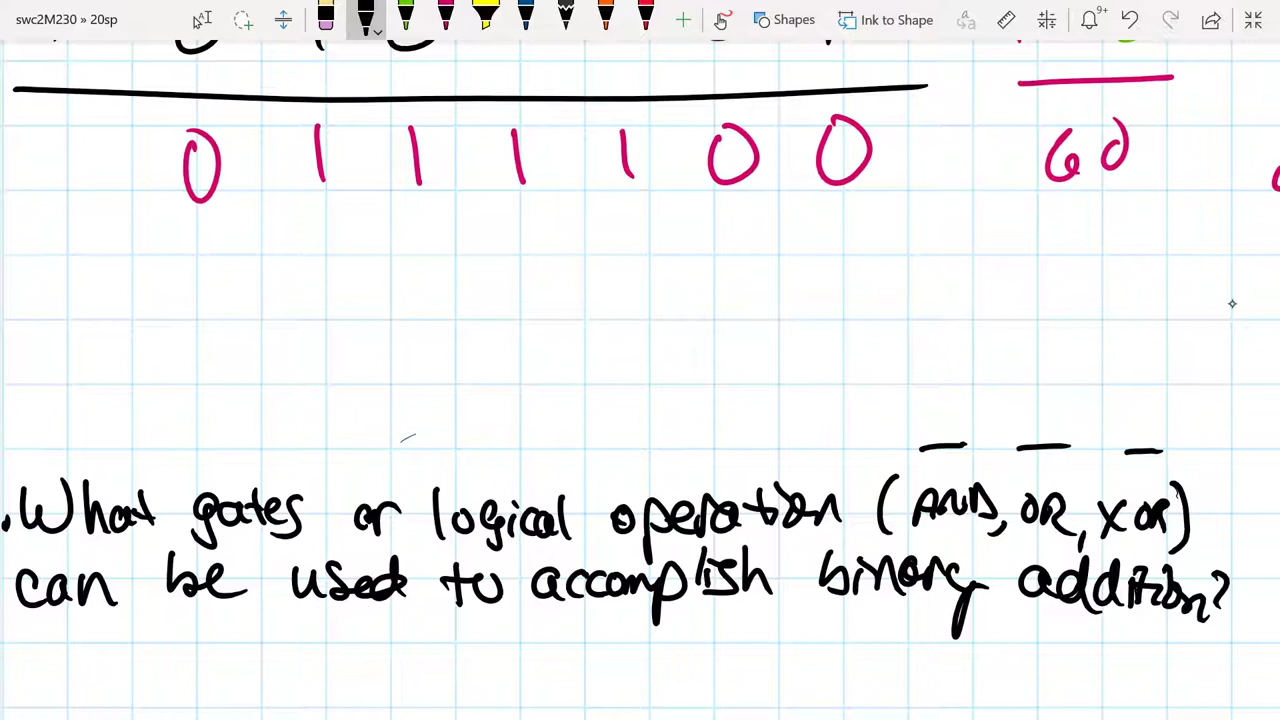 swc2M230 » 20sp
Shapes
Ink to Shape
9+
0 1 1 1 1 0 0 60
.What gates or logical operation (AND, OR, XOR)
can be used to accomplish binary addition?